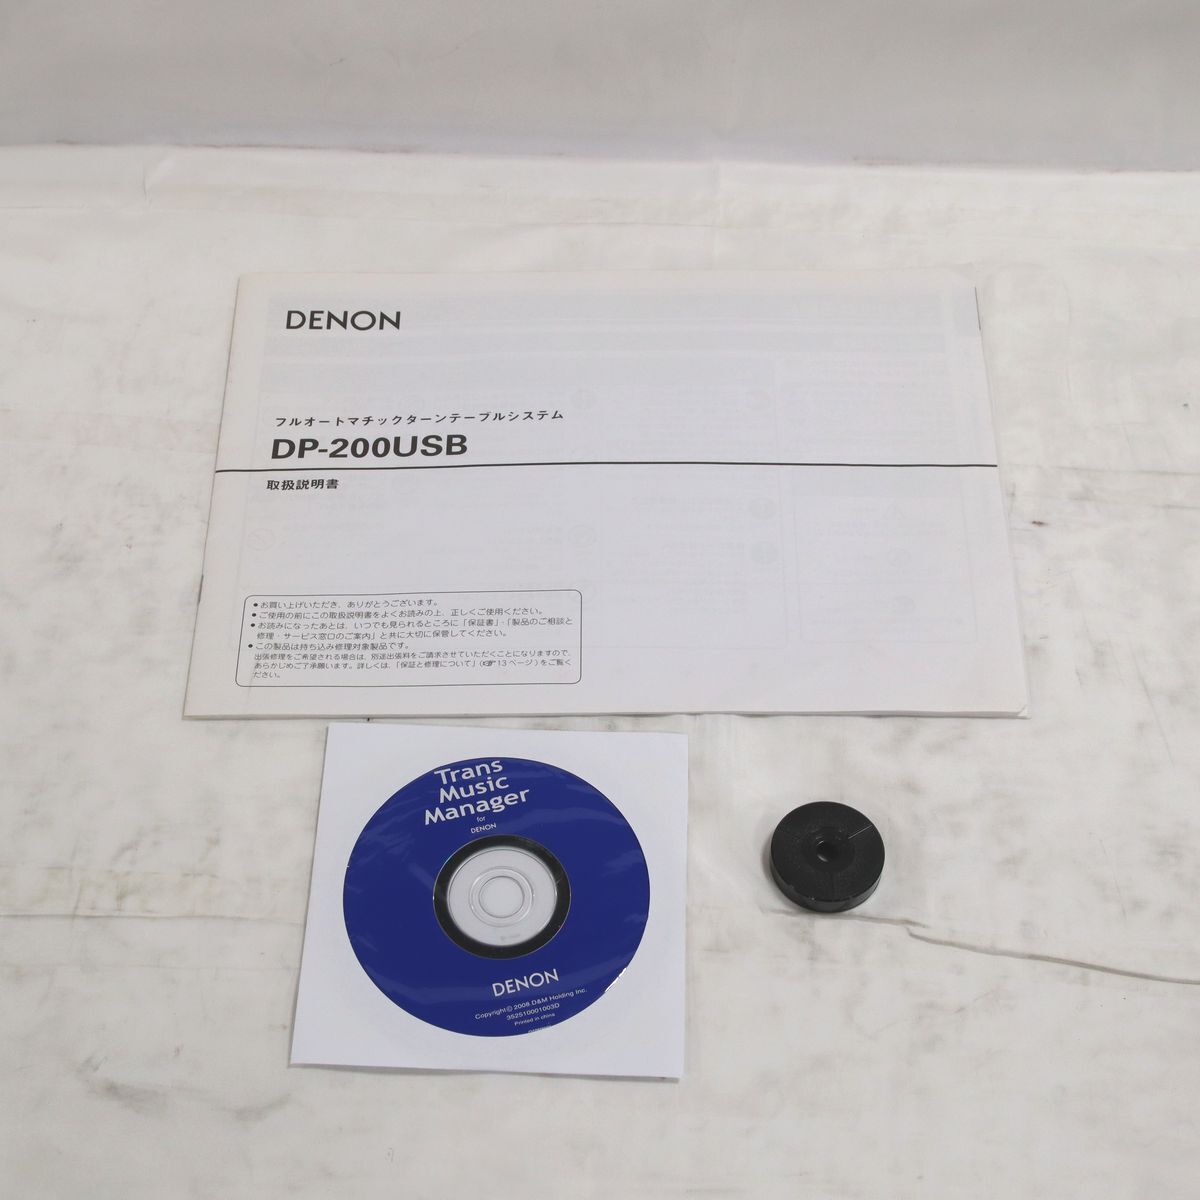 DENON
フルオートマチックターンテーブルシステム
DP-200USB
取扱説明書
● お買い上げいただき、ありがとうございます。
● ご使用の前にこの取扱説明書をよくお読みの上、正しくご使用ください。
● お読みになったあとは、いつでも見られるところに「保証書」・「製品のご相談と
修理・サービス窓口のご案内」と共に大切に保管してください。
● この製品は持ち込み修理対象製品です。
出張修理をご希望される場合は、別途出張料をご請求させていただくことになりますので、
あらかじめご了承願います。詳しくは、「保証と修理について」(☞13ページ)をご覧く
ださい。
Trans
Music
Manager
for
DENON
DENON
Copyright© 2008 D&M Holding Inc.
352510001003D
Printed in china